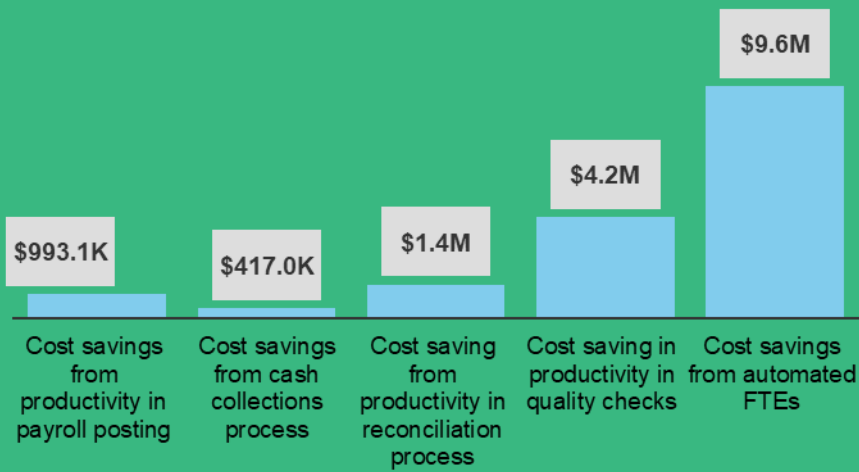 $9.6M
$4.2M
$1.4M
$993.1K
$417.0K
Cost savings
from
productivity in
payroll posting
Cost savings
from cash
collections
process
Cost saving
from
productivity in
reconciliation
process
Cost saving in
productivity in
quality checks
Cost savings
from automated
FTEs